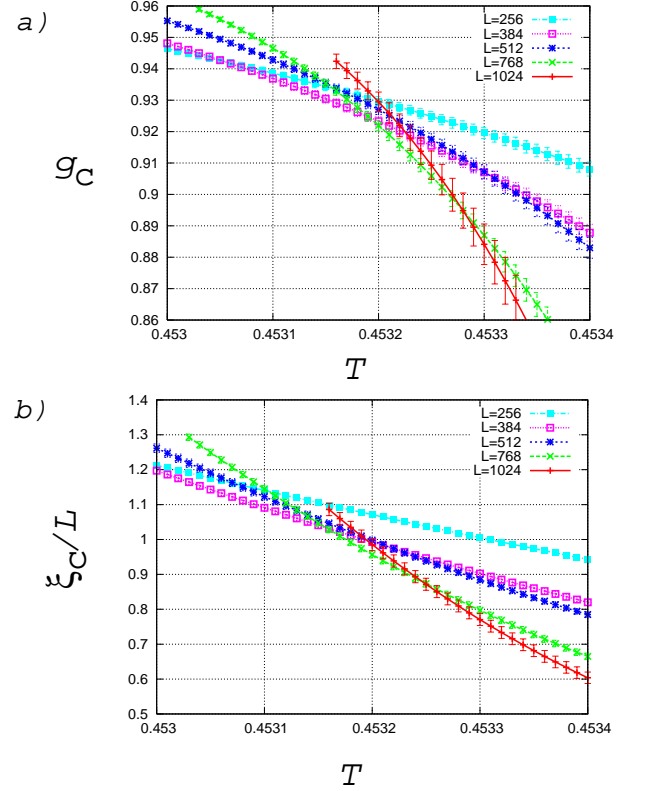 a)
0.96
0.95
0.94
0.93
0.92
0.91
0.9
0.89
0.88
0.87
0.86
g_C
L=256
L=384
L=512
L=768
L=1024
0.453
0.4531
0.4532
0.4533
0.4534
T
b)
1.4
1.3
1.2
1.1
1
0.9
0.8
0.7
0.6
0.5
ξ_C/L
L=256
L=384
L=512
L=768
L=1024
0.453
0.4531
0.4532
0.4533
0.4534
T